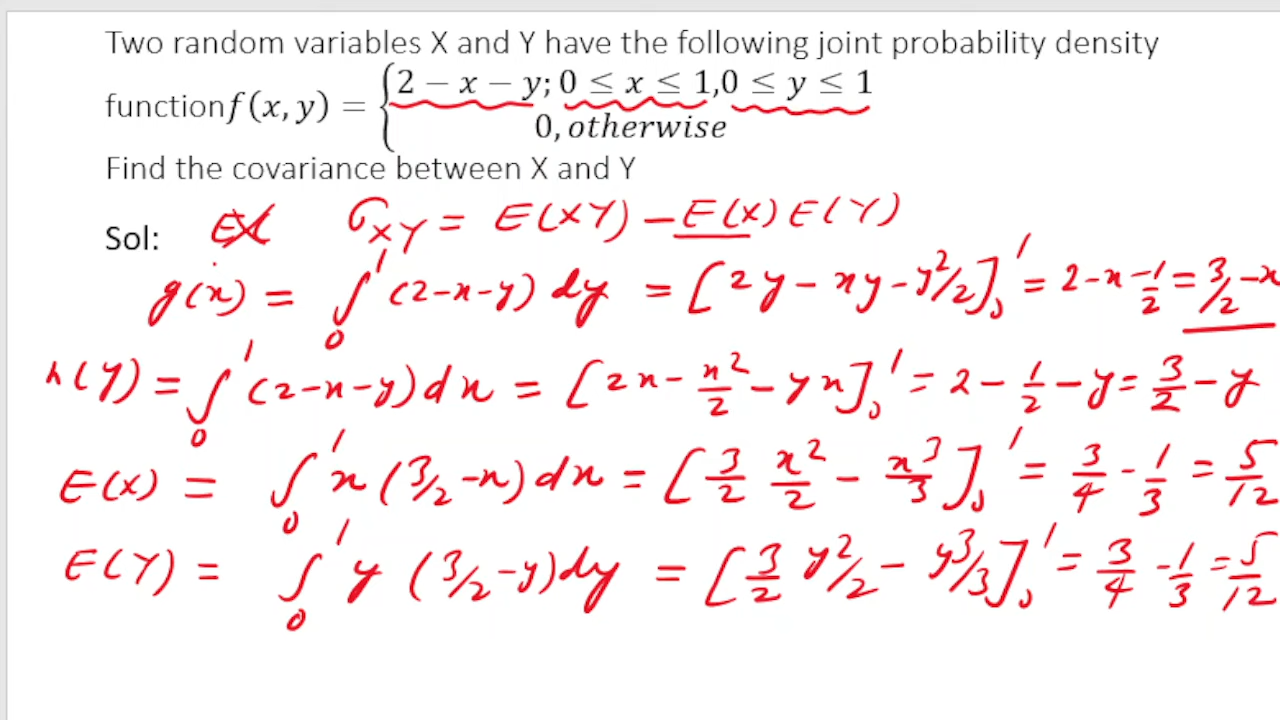 Two random variables X and Y have the following joint probability density
function f(x, y) = {2 − x − y; 0 ≤ x ≤ 1,0 ≤ y ≤ 1
0, otherwise
Find the covariance between X and Y
Sol: σ_XY = E(XY) − E(X) E(Y)
g(x) = ∫₀¹ (2-x-y) dy = [2y - xy - y²/2]₀¹ = 2-x-1/2 = 3/2-x
h(y) = ∫₀¹ (2-x-y) dx = [2x - x²/2 - yx]₀¹ = 2 - 1/2 - y = 3/2 - y
E(X) = ∫₀¹ x (3/2 -x) dx = [3/2 x²/2 - x³/3]₀¹ = 3/4 - 1/3 = 5/12
E(Y) = ∫₀¹ y (3/2 -y) dy = [3/2 y²/2 - y³/3]₀¹ = 3/4 - 1/3 = 5/12